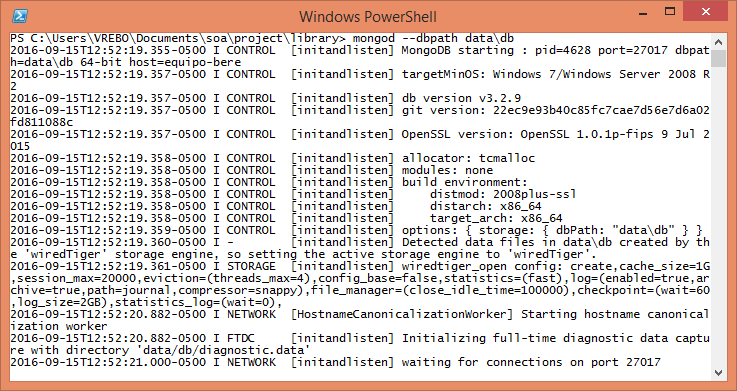 Windows PowerShell
PS C:\Users\VREBO\Documents\soa\project\library> mongod --dbpath data\db
2016-09-15T12:52:19.355-0500 I CONTROL  [initandlisten] MongoDB starting : pid=4628 port=27017 dbpat
h=data\db 64-bit host=equipo-bere
2016-09-15T12:52:19.357-0500 I CONTROL  [initandlisten] targetMinOS: Windows 7/Windows Server 2008 R
2
2016-09-15T12:52:19.357-0500 I CONTROL  [initandlisten] db version v3.2.9
2016-09-15T12:52:19.357-0500 I CONTROL  [initandlisten] git version: 22ec9e93b40c85fc7cae7d56e7d6a02
fd811088c
2016-09-15T12:52:19.357-0500 I CONTROL  [initandlisten] OpenSSL version: OpenSSL 1.0.1p-fips 9 Jul 2
015
2016-09-15T12:52:19.358-0500 I CONTROL  [initandlisten] allocator: tcmalloc
2016-09-15T12:52:19.358-0500 I CONTROL  [initandlisten] modules: none
2016-09-15T12:52:19.358-0500 I CONTROL  [initandlisten] build environment:
2016-09-15T12:52:19.358-0500 I CONTROL  [initandlisten]     distmod: 2008plus-ssl
2016-09-15T12:52:19.358-0500 I CONTROL  [initandlisten]     distarch: x86_64
2016-09-15T12:52:19.358-0500 I CONTROL  [initandlisten]     target_arch: x86_64
2016-09-15T12:52:19.359-0500 I CONTROL  [initandlisten] options: { storage: { dbPath: "data\db" } }
2016-09-15T12:52:19.360-0500 I -        [initandlisten] Detected data files in data\db created by th
e 'wiredTiger' storage engine, so setting the active storage engine to 'wiredTiger'.
2016-09-15T12:52:19.361-0500 I STORAGE  [initandlisten] wiredtiger_open config: create,cache_size=1G
,session_max=20000,eviction=(threads_max=4),config_base=false,statistics=(fast),log=(enabled=true,ar
chive=true,path=journal,compressor=snappy),file_manager=(close_idle_time=100000),checkpoint=(wait=60
,log_size=2GB),statistics_log=(wait=0),
2016-09-15T12:52:20.882-0500 I NETWORK  [HostnameCanonicalizationWorker] Starting hostname canonical
ization worker
2016-09-15T12:52:20.882-0500 I FTDC     [initandlisten] Initializing full-time diagnostic data captu
re with directory 'data/db/diagnostic.data'
2016-09-15T12:52:21.000-0500 I NETWORK  [initandlisten] waiting for connections on port 27017